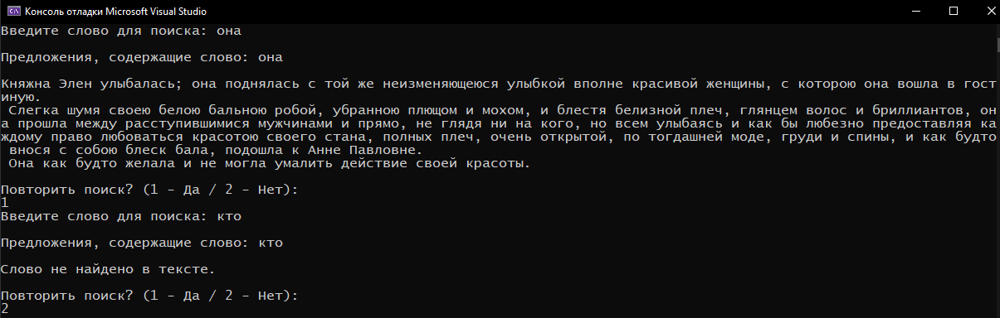 Консоль отладки Microsoft Visual Studio
Введите слово для поиска: она
Предложения, содержащие слово: она
Княжна Элен улыбалась; она поднялась с той же неизменяющеюся улыбкой вполне красивой женщины, с которою она вошла в гост
иную.
Слегка шумя своею белою бальною робой, убранною плющом и мохом, и блестя белизной плеч, глянцем волос и бриллиантов, он
а прошла между расступившимися мужчинами и прямо, не глядя ни на кого, но всем улыбаясь и как бы любезно предоставляя ка
ждому право любоваться красотою своего стана, полных плеч, очень открытой, по тогдашней моде, груди и спины, и как будто
внося с собою блеск бала, подошла к Анне Павловне.
Она как будто желала и не могла умалить действие своей красоты.
Повторить поиск? (1 - Да / 2 - Нет):
1
Введите слово для поиска: кто
Предложения, содержащие слово: кто
Слово не найдено в тексте.
Повторить поиск? (1 - Да / 2 - Нет):
2